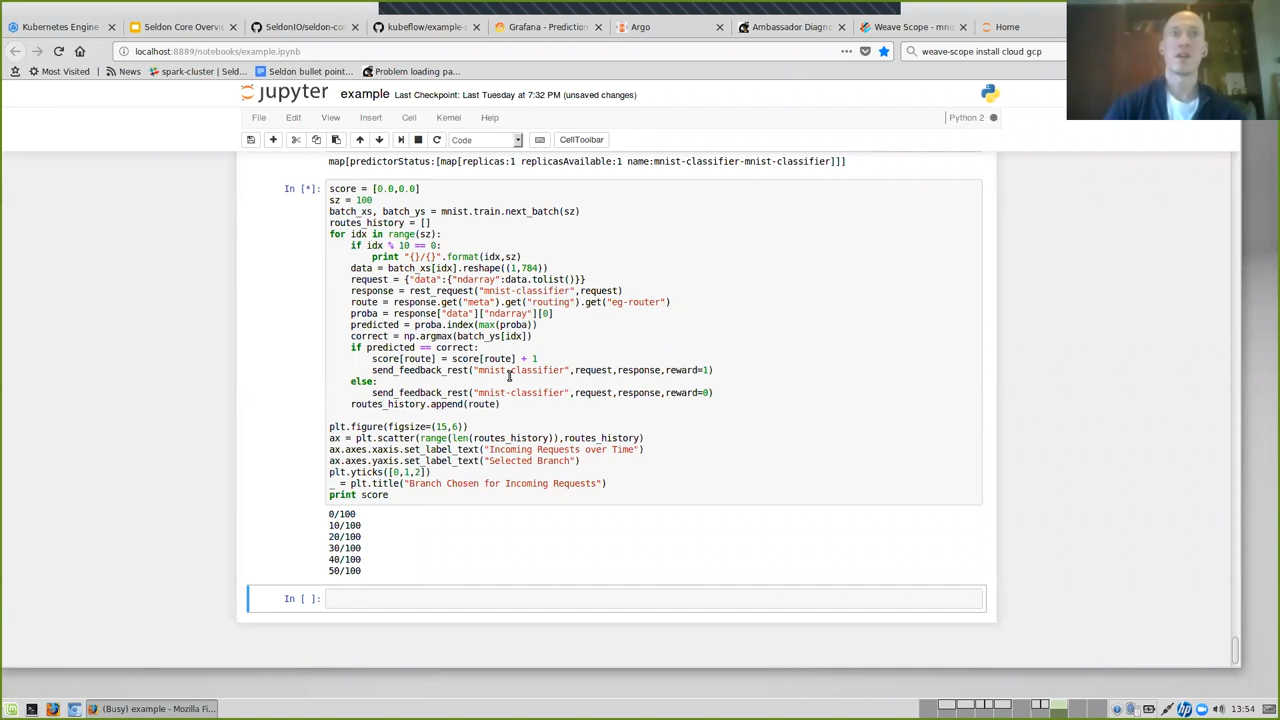 Kubernetes Engine
Seldon Core Overvi
SeldonIO/seldon-cor
kubeflow/example-s
Grafana - Prediction
Argo
Ambassador Diagno
Weave Scope - mnis
Home
localhost:8889/notebooks/example.ipynb
weave-scope install cloud gcp
Most Visited
News
spark-cluster | Seld...
Seldon bullet point...
Problem loading pa...
jupyter example Last Checkpoint: Last Tuesday at 7:32 PM (unsaved changes)
File Edit View Insert Cell Kernel Help
Python 2
Code
CellToolbar
map[predictorStatus:[map[replicas:1 replicasAvailable:1 name:mnist-classifier-mnist-classifier]]]
In [*]:
score = [0.0,0.0]
sz = 100
batch_xs, batch_ys = mnist.train.next_batch(sz)
routes_history = []
for idx in range(sz):
if idx % 10 == 0:
print "{}/{}".format(idx,sz)
data = batch_xs[idx].reshape((1,784))
request = {"data":{"ndarray":data.tolist()}}
response = rest_request("mnist-classifier",request)
route = response.get("meta").get("routing").get("eg-router")
proba = response["data"]["ndarray"][0]
predicted = proba.index(max(proba))
correct = np.argmax(batch_ys[idx])
if predicted == correct:
score[route] = score[route] + 1
send_feedback_rest("mnist-classifier",request,response,reward=1)
else:
send_feedback_rest("mnist-classifier",request,response,reward=0)
routes_history.append(route)
plt.figure(figsize=(15,6))
ax = plt.scatter(range(len(routes_history)),routes_history)
ax.axes.xaxis.set_label_text("Incoming Requests over Time")
ax.axes.yaxis.set_label_text("Selected Branch")
plt.yticks([0,1,2])
_ = plt.title("Branch Chosen for Incoming Requests")
print score
0/100
10/100
20/100
30/100
40/100
50/100
In [ ]:
(Busy) example - Mozilla Fi...
13:54